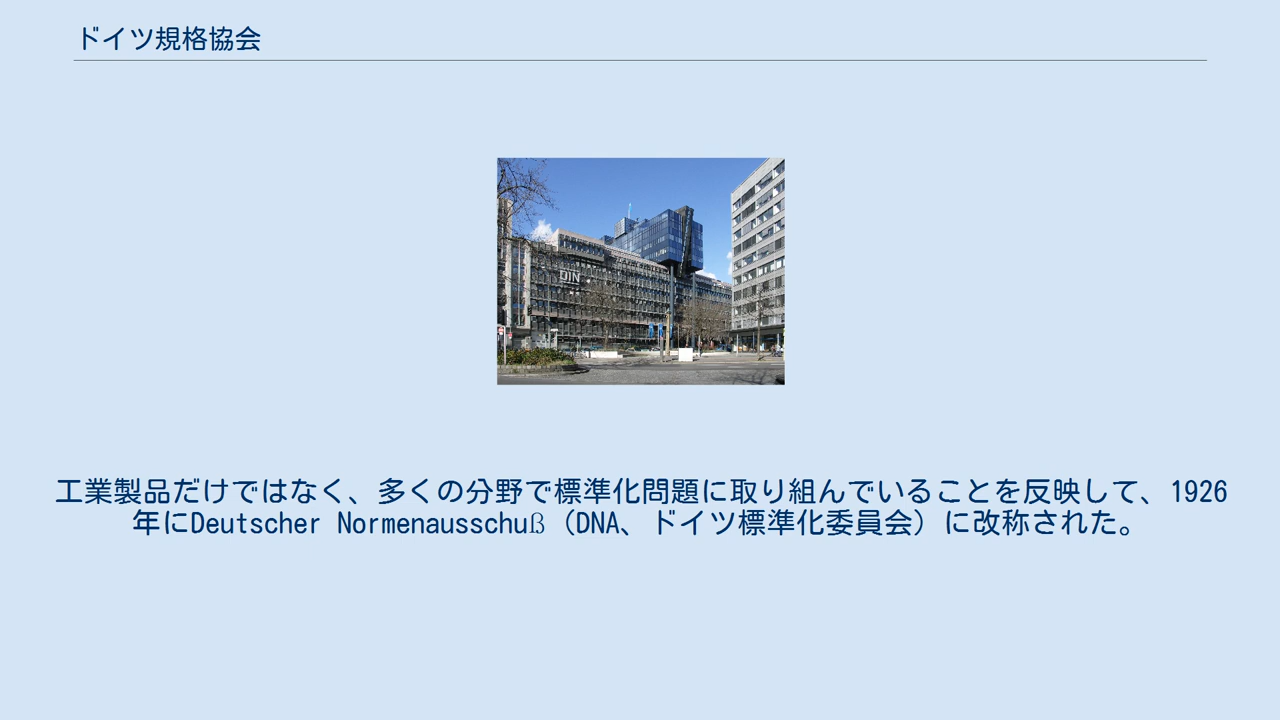 ドイツ規格協会
DIN
工業製品だけではなく、多くの分野で標準化問題に取り組んでいることを反映して、1926
年にDeutscher Normenausschuß（DNA、ドイツ標準化委員会）に改称された。